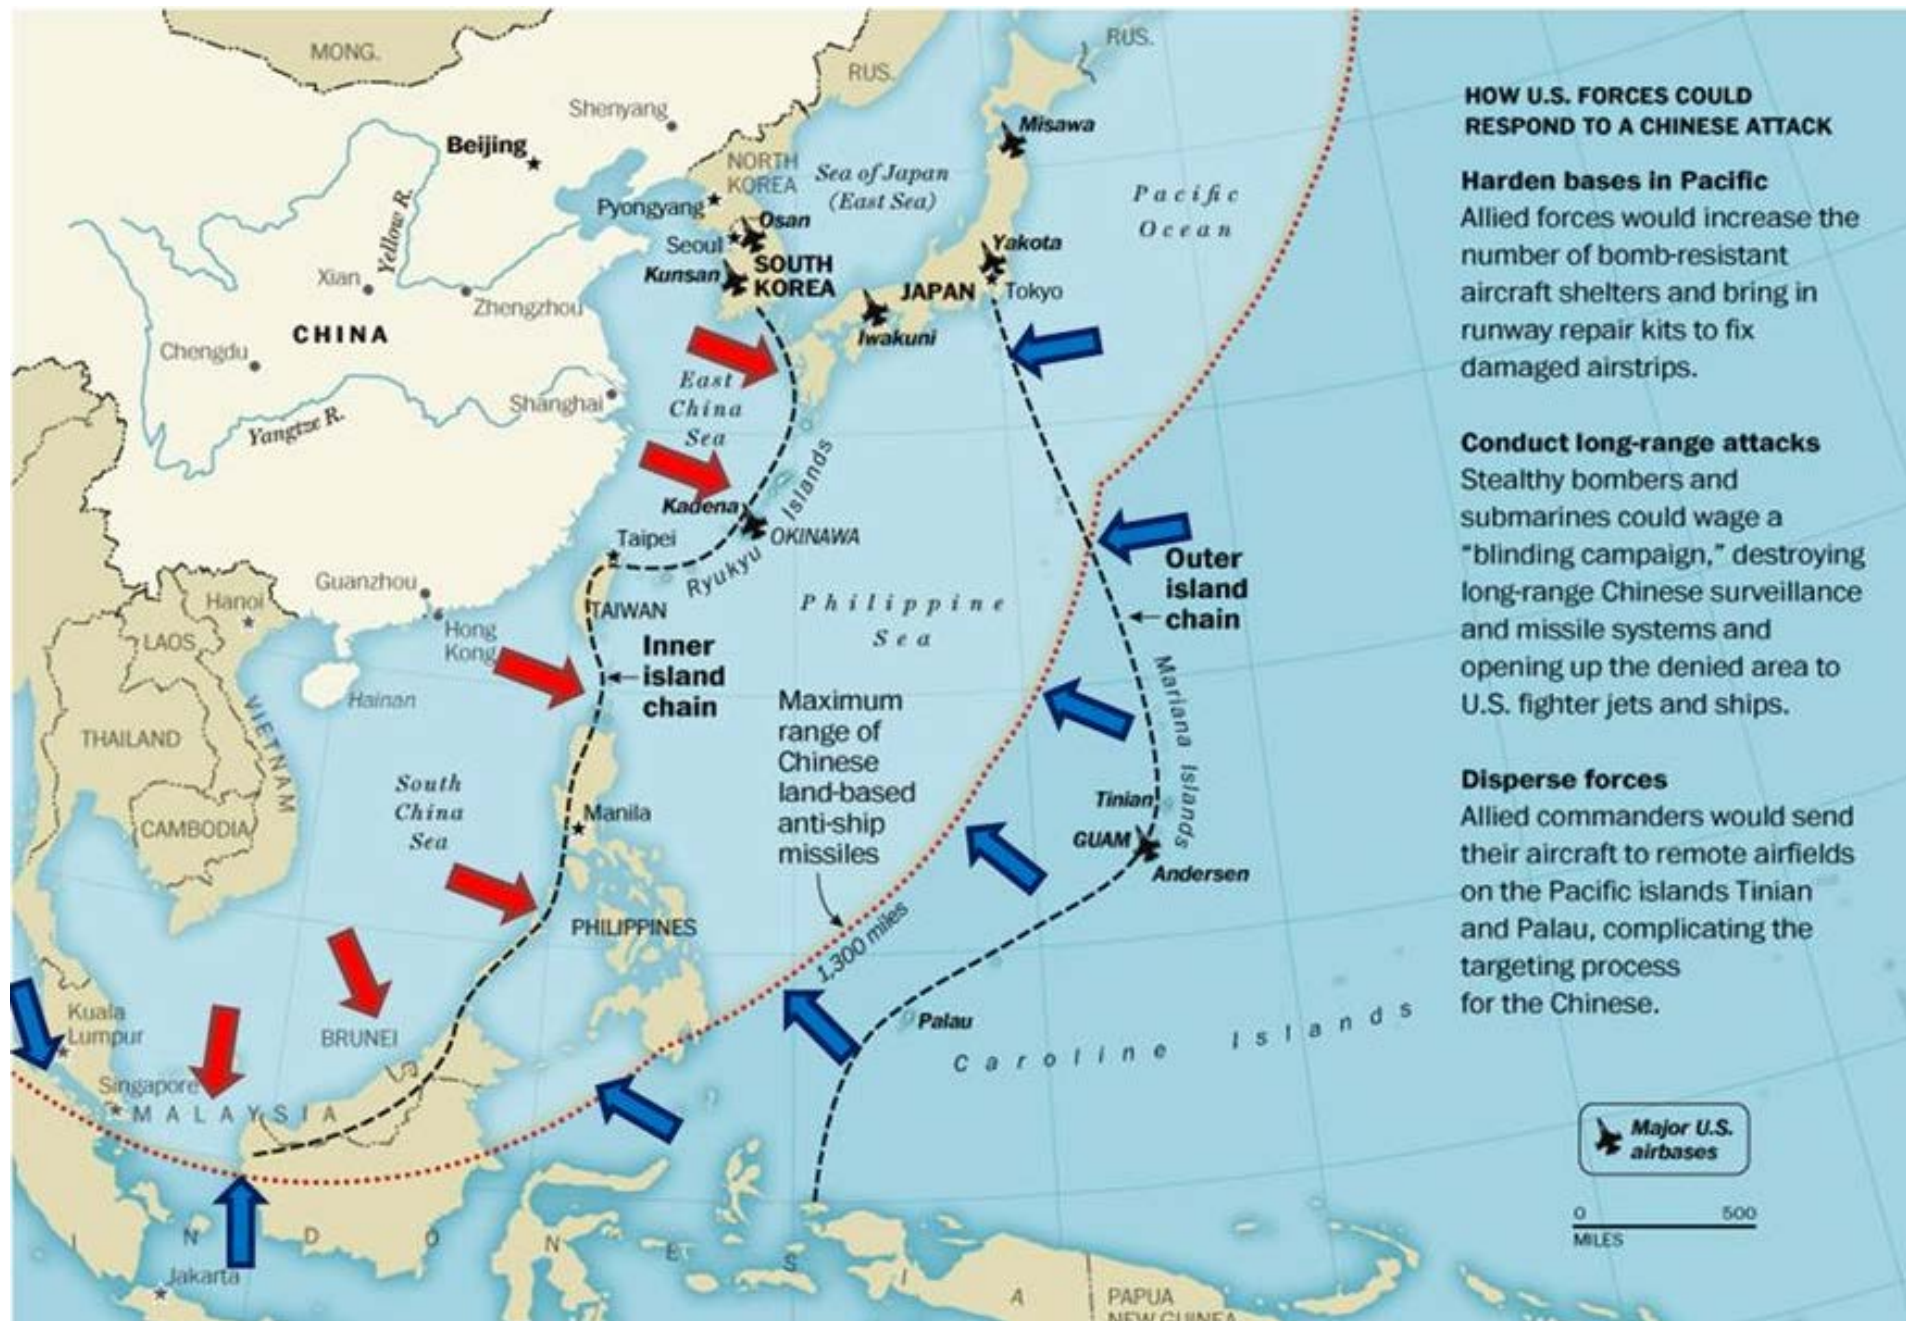 MONG.
RUS.
RUS.
Shenyang
Beijing
Misawa
NORTH
KOREA
Sea of Japan
(East Sea)
Pacific
Ocean
Pyongyang
Osan
Seoul
Yakota
Kunsan
SOUTH
KOREA
JAPAN
Tokyo
Iwakuni
Yellow R.
Xian
Zhengzhou
CHINA
Chengdu
Shanghai
East
China
Sea
Yangtze R.
Kadena
OKINAWA
Ryukyu Islands
Taipei
TAIWAN
Guanzhou
Hanoi
Hong
Kong
LAOS
Hainan
VIETNAM
THAILAND
CAMBODIA
Philippine
Sea
Inner
island
chain
Outer
island
chain
Mariana Islands
Maximum
range of
Chinese
land-based
anti-ship
missiles
South
China
Sea
Manila
Tinian
GUAM
Andersen
PHILIPPINES
1,300 miles
Kuala
Lumpur
BRUNEI
Palau
Caroline Islands
Singapore
MALAYSIA
INDONESIA
Jakarta
PAPUA
NEW GUINEA
HOW U.S. FORCES COULD
RESPOND TO A CHINESE ATTACK
Harden bases in Pacific
Allied forces would increase the
number of bomb-resistant
aircraft shelters and bring in
runway repair kits to fix
damaged airstrips.
Conduct long-range attacks
Stealthy bombers and
submarines could wage a
“blinding campaign,” destroying
long-range Chinese surveillance
and missile systems and
opening up the denied area to
U.S. fighter jets and ships.
Disperse forces
Allied commanders would send
their aircraft to remote airfields
on the Pacific islands Tinian
and Palau, complicating the
targeting process
for the Chinese.
Major U.S.
airbases
0 500
MILES